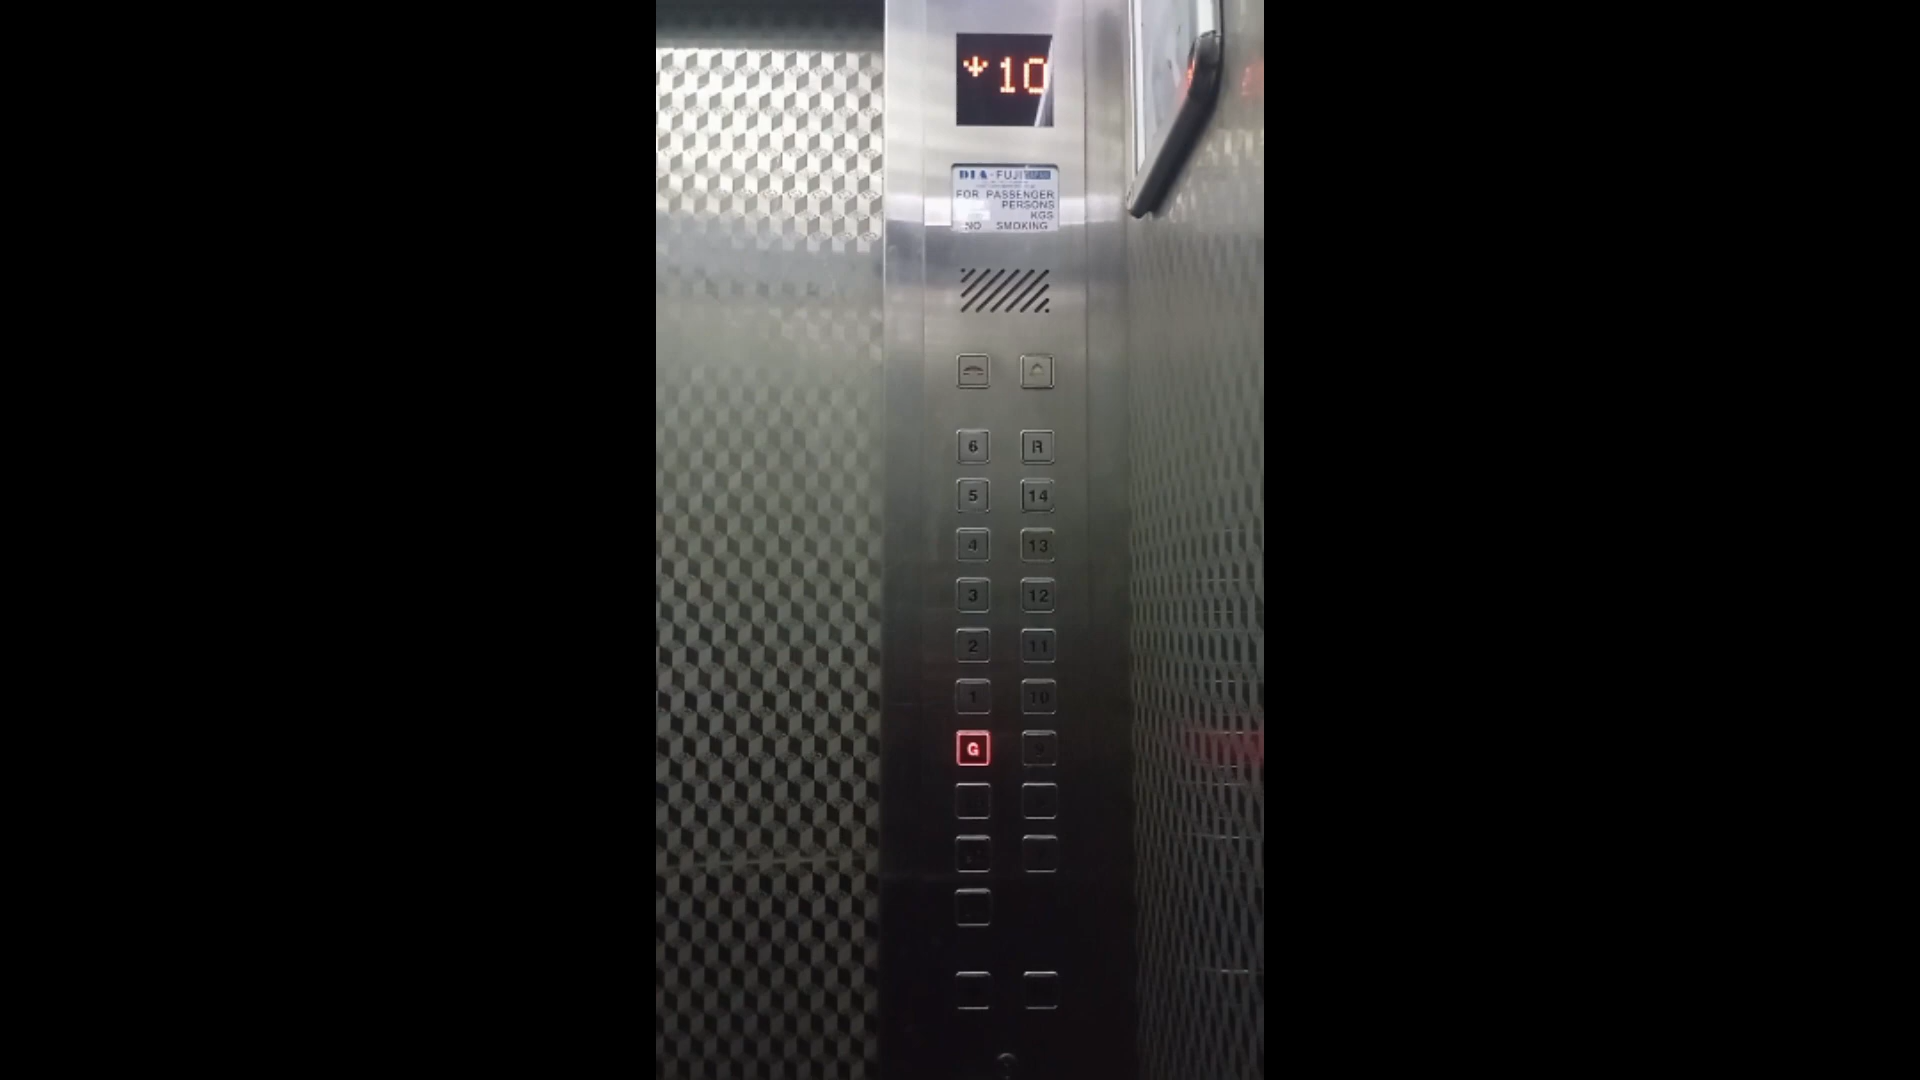 10
DIA - FUJI
FOR PASSENGER
PERSONS
KGS
NO SMOKING
6 R
5 14
4 13
3 12
2 11
1 10
G 9